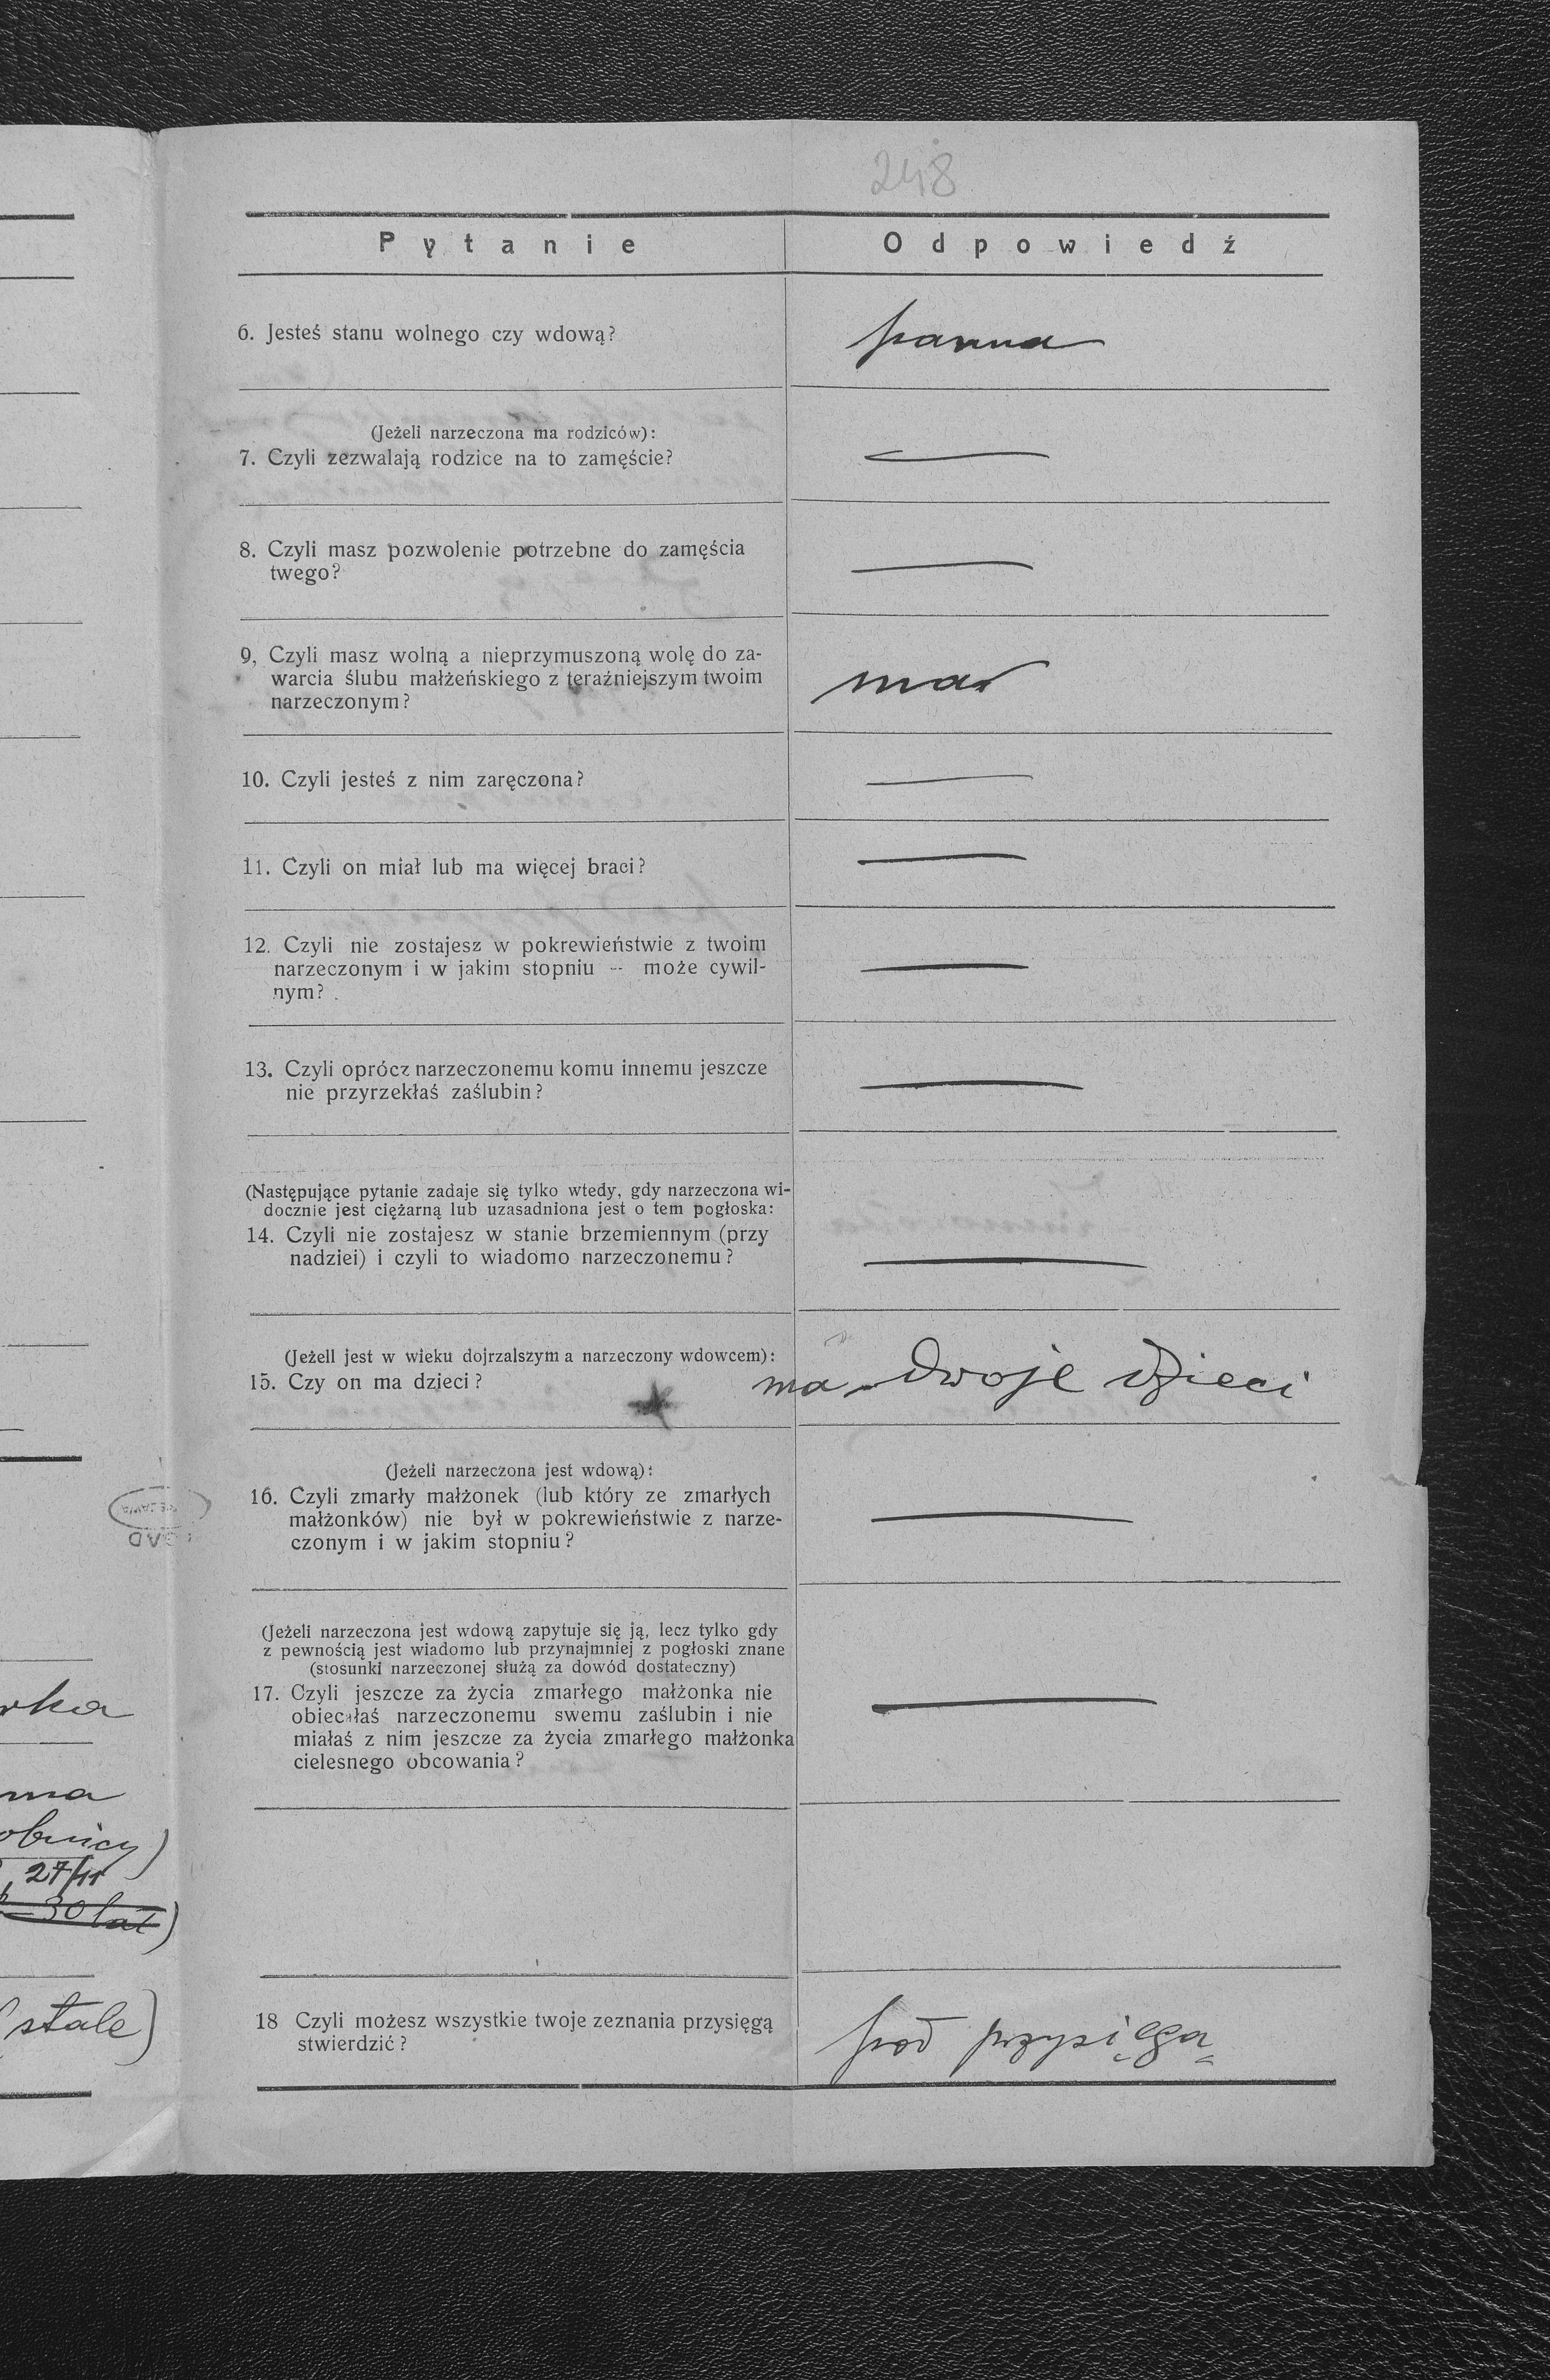 248
Pytanie Odpowiedź
6. Jesteś stanu wolnego czy wdową? panna
(Jeżeli narzeczona ma rodziców):
7. Czyli zezwalają rodzice na to zamęście? —
8. Czyli masz pozwolenie potrzebne do zamęścia
twego? —
9, Czyli masz wolną a nieprzymuszoną wolę do za-
warcia ślubu małżeńskiego z teraźniejszym twoim
narzeczonym? mam
10. Czyli jesteś z nim zaręczona? —
11. Czyli on miał lub ma więcej braci? —
12. Czyli nie zostajesz w pokrewieństwie z twoim
narzeczonym i w jakim stopniu -- może cywil-
nym? —
13. Czyli oprócz narzeczonemu komu innemu jeszcze
nie przyrzekłaś zaślubin? —
(Następujące pytanie zadaje się tylko wtedy, gdy narzeczona wi-
docznie jest ciężarną lub uzasadniona jest o tem pogłoska:
14. Czyli nie zostajesz w stanie brzemiennym (przy
nadziei) i czyli to wiadomo narzeczonemu? —
(Jeżell jest w wieku dojrzalszym a narzeczony wdowcem):
15. Czy on ma dzieci? ma dwoje dzieci
(Jeżeli narzeczona jest wdową):
16. Czyli zmarły małżonek (lub który ze zmarłych
małżonków) nie był w pokrewieństwie z narze-
czonym i w jakim stopniu? —
(Jeżeli narzeczona jest wdową zapytuje się ją, lecz tylko gdy
z pewnością jest wiadomo lub przynajmniej z pogłoski znane
(stosunki narzeczonej służą za dowód dostateczny)
17. Czyli jeszcze za życia zmarłego małżonka nie
obiecałaś narzeczonemu swemu zaślubin i nie
miałaś z nim jeszcze za życia zmarłego małżonka
cielesnego obcowania? —
18 Czyli możesz wszystkie twoje zeznania przysięgą
stwierdzić? pod przysięgą
27/11
30 lat)
stale)